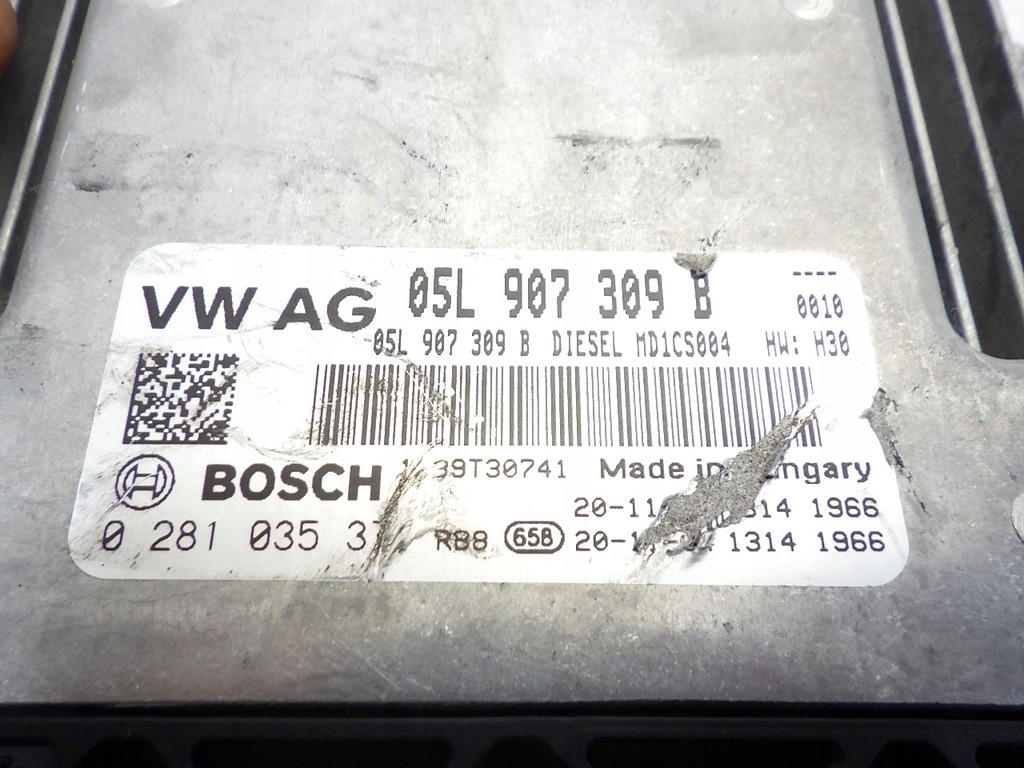 VW AG 05L 907 309 B ----
0010
05L 907 309 B DIESEL MD1CS004 HW: H30
BOSCH 39T30741 Made in
1314 1966
0 281 035 RB8 658 1314 1966